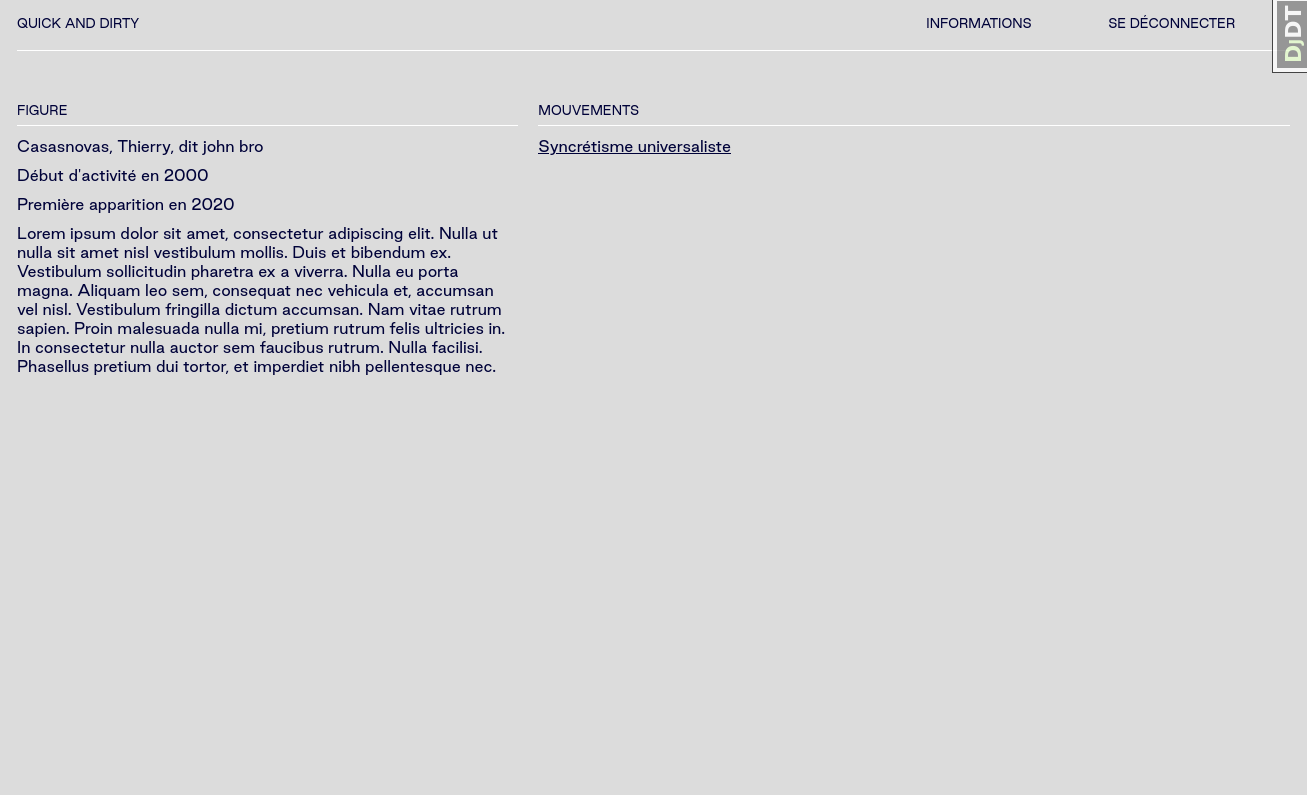 QUICK AND DIRTY
INFORMATIONS
SE DÉCONNECTER
DjDT
FIGURE
Casasnovas, Thierry, dit john bro
Début d'activité en 2000
Première apparition en 2020
Lorem ipsum dolor sit amet, consectetur adipiscing elit. Nulla ut
nulla sit amet nisl vestibulum mollis. Duis et bibendum ex.
Vestibulum sollicitudin pharetra ex a viverra. Nulla eu porta
magna. Aliquam leo sem, consequat nec vehicula et, accumsan
vel nisl. Vestibulum fringilla dictum accumsan. Nam vitae rutrum
sapien. Proin malesuada nulla mi, pretium rutrum felis ultricies in.
In consectetur nulla auctor sem faucibus rutrum. Nulla facilisi.
Phasellus pretium dui tortor, et imperdiet nibh pellentesque nec.
MOUVEMENTS
Syncrétisme universaliste